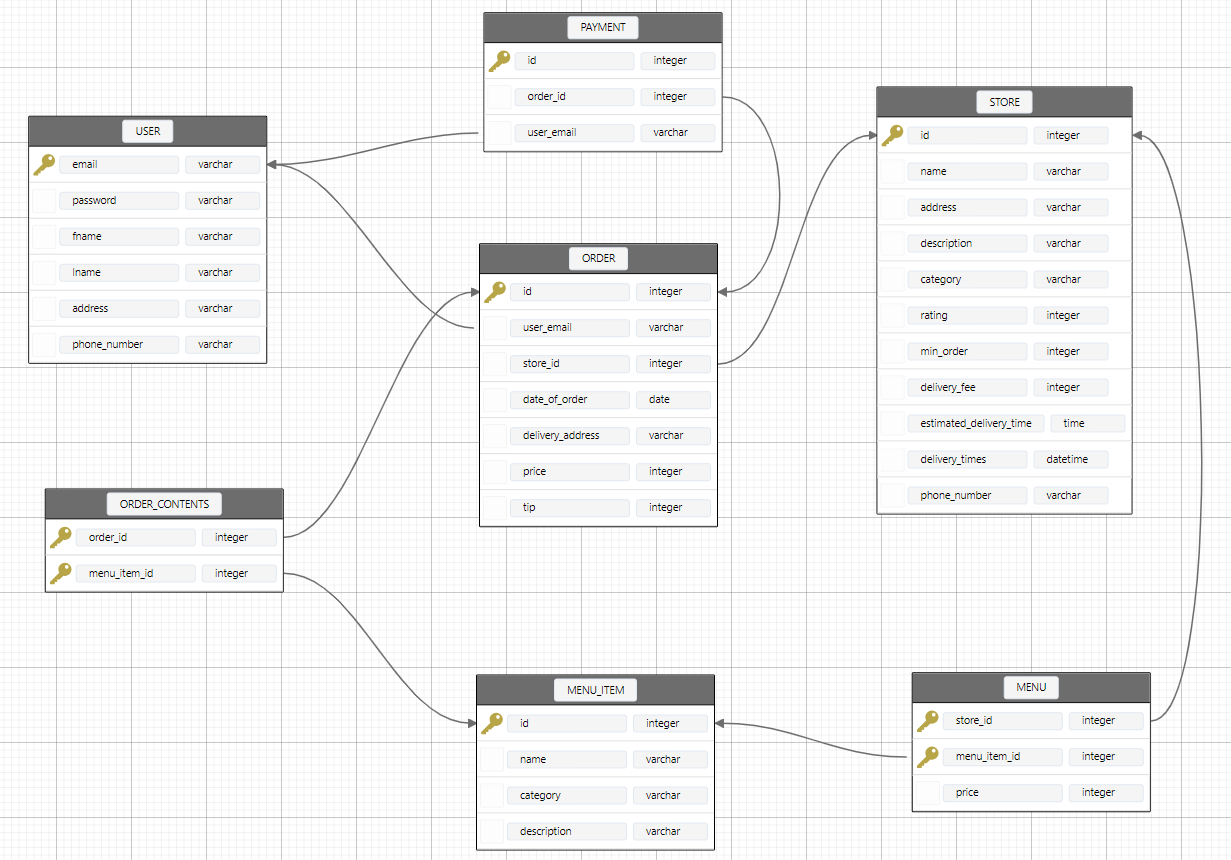 PAYMENT
id integer
order_id integer
user_email varchar
USER
email varchar
password varchar
fname varchar
lname varchar
address varchar
phone_number varchar
STORE
id integer
name varchar
address varchar
description varchar
category varchar
rating integer
min_order integer
delivery_fee integer
estimated_delivery_time time
delivery_times datetime
phone_number varchar
ORDER
id integer
user_email varchar
store_id integer
date_of_order date
delivery_address varchar
price integer
tip integer
ORDER_CONTENTS
order_id integer
menu_item_id integer
MENU_ITEM
id integer
name varchar
category varchar
description varchar
MENU
store_id integer
menu_item_id integer
price integer